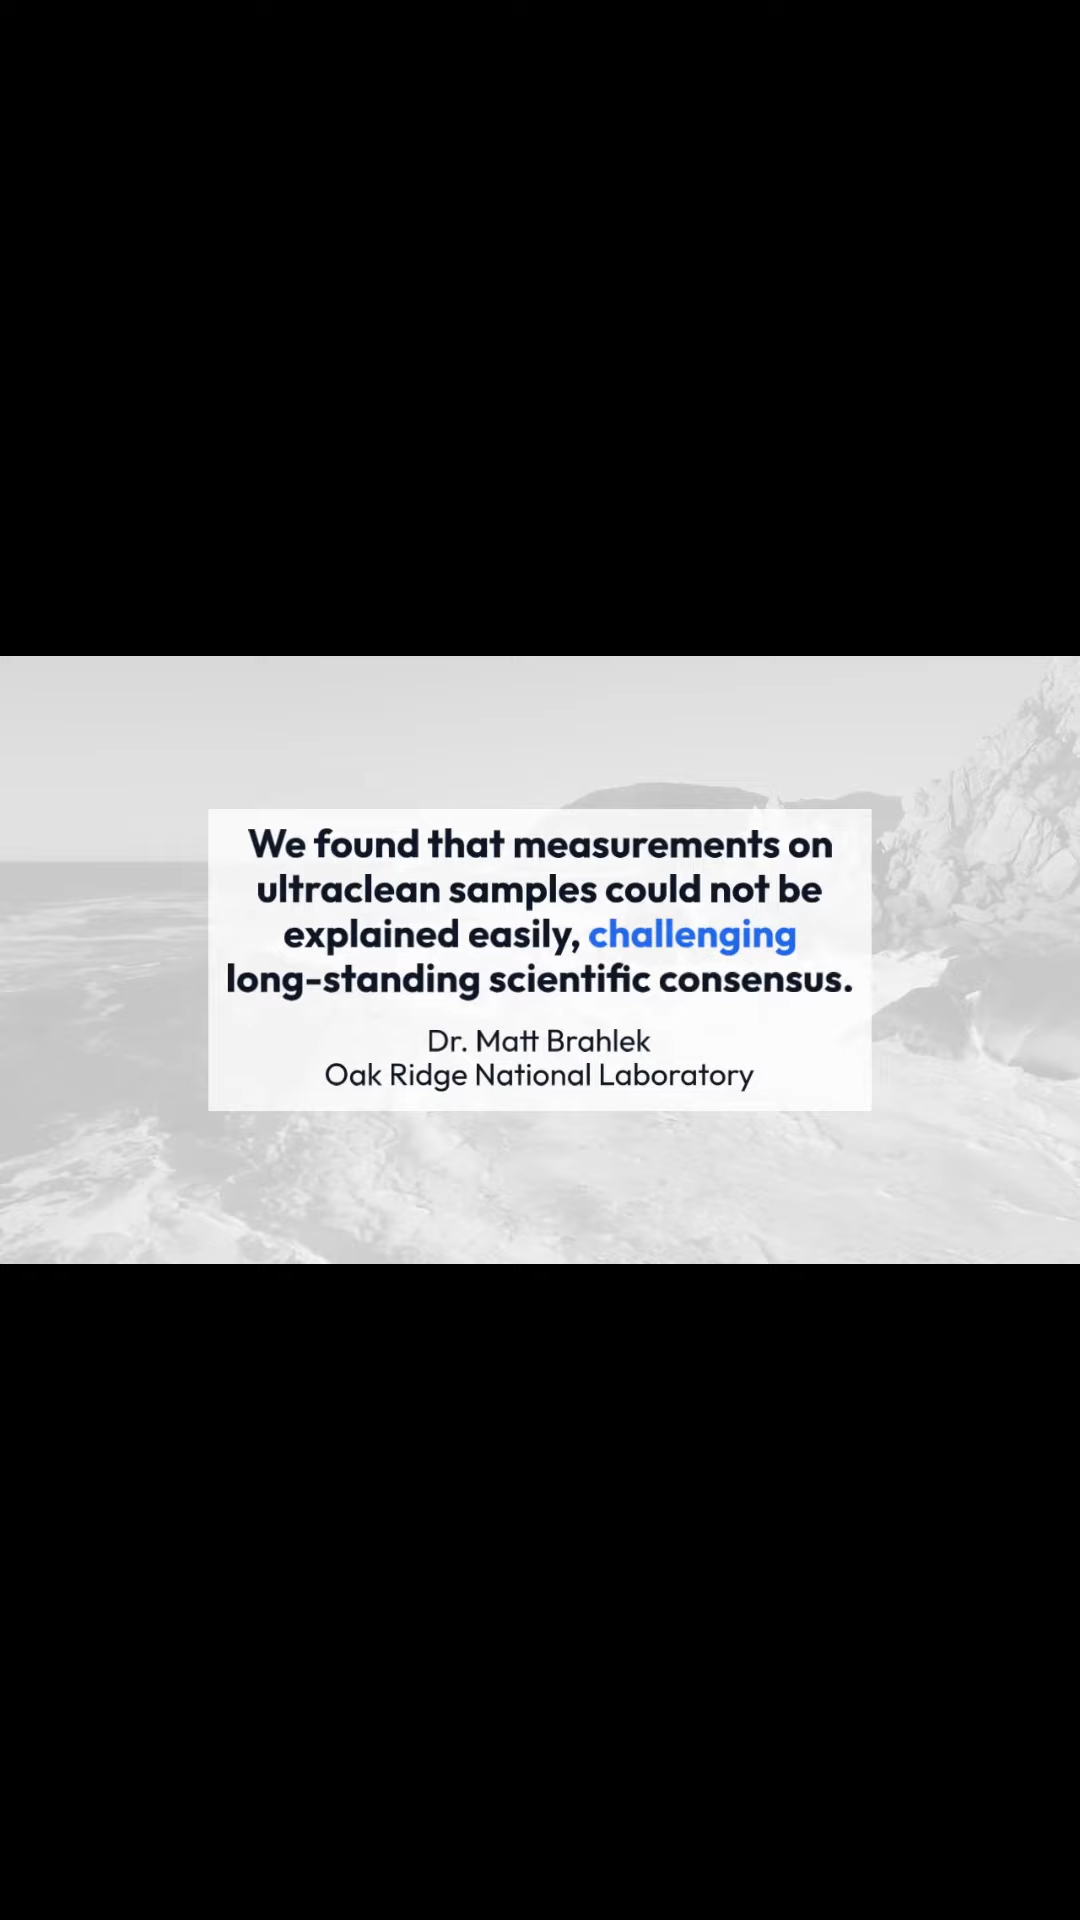 We found that measurements on
ultraclean samples could not be
explained easily, challenging
long-standing scientific consensus.
Dr. Matt Brahlek
Oak Ridge National Laboratory